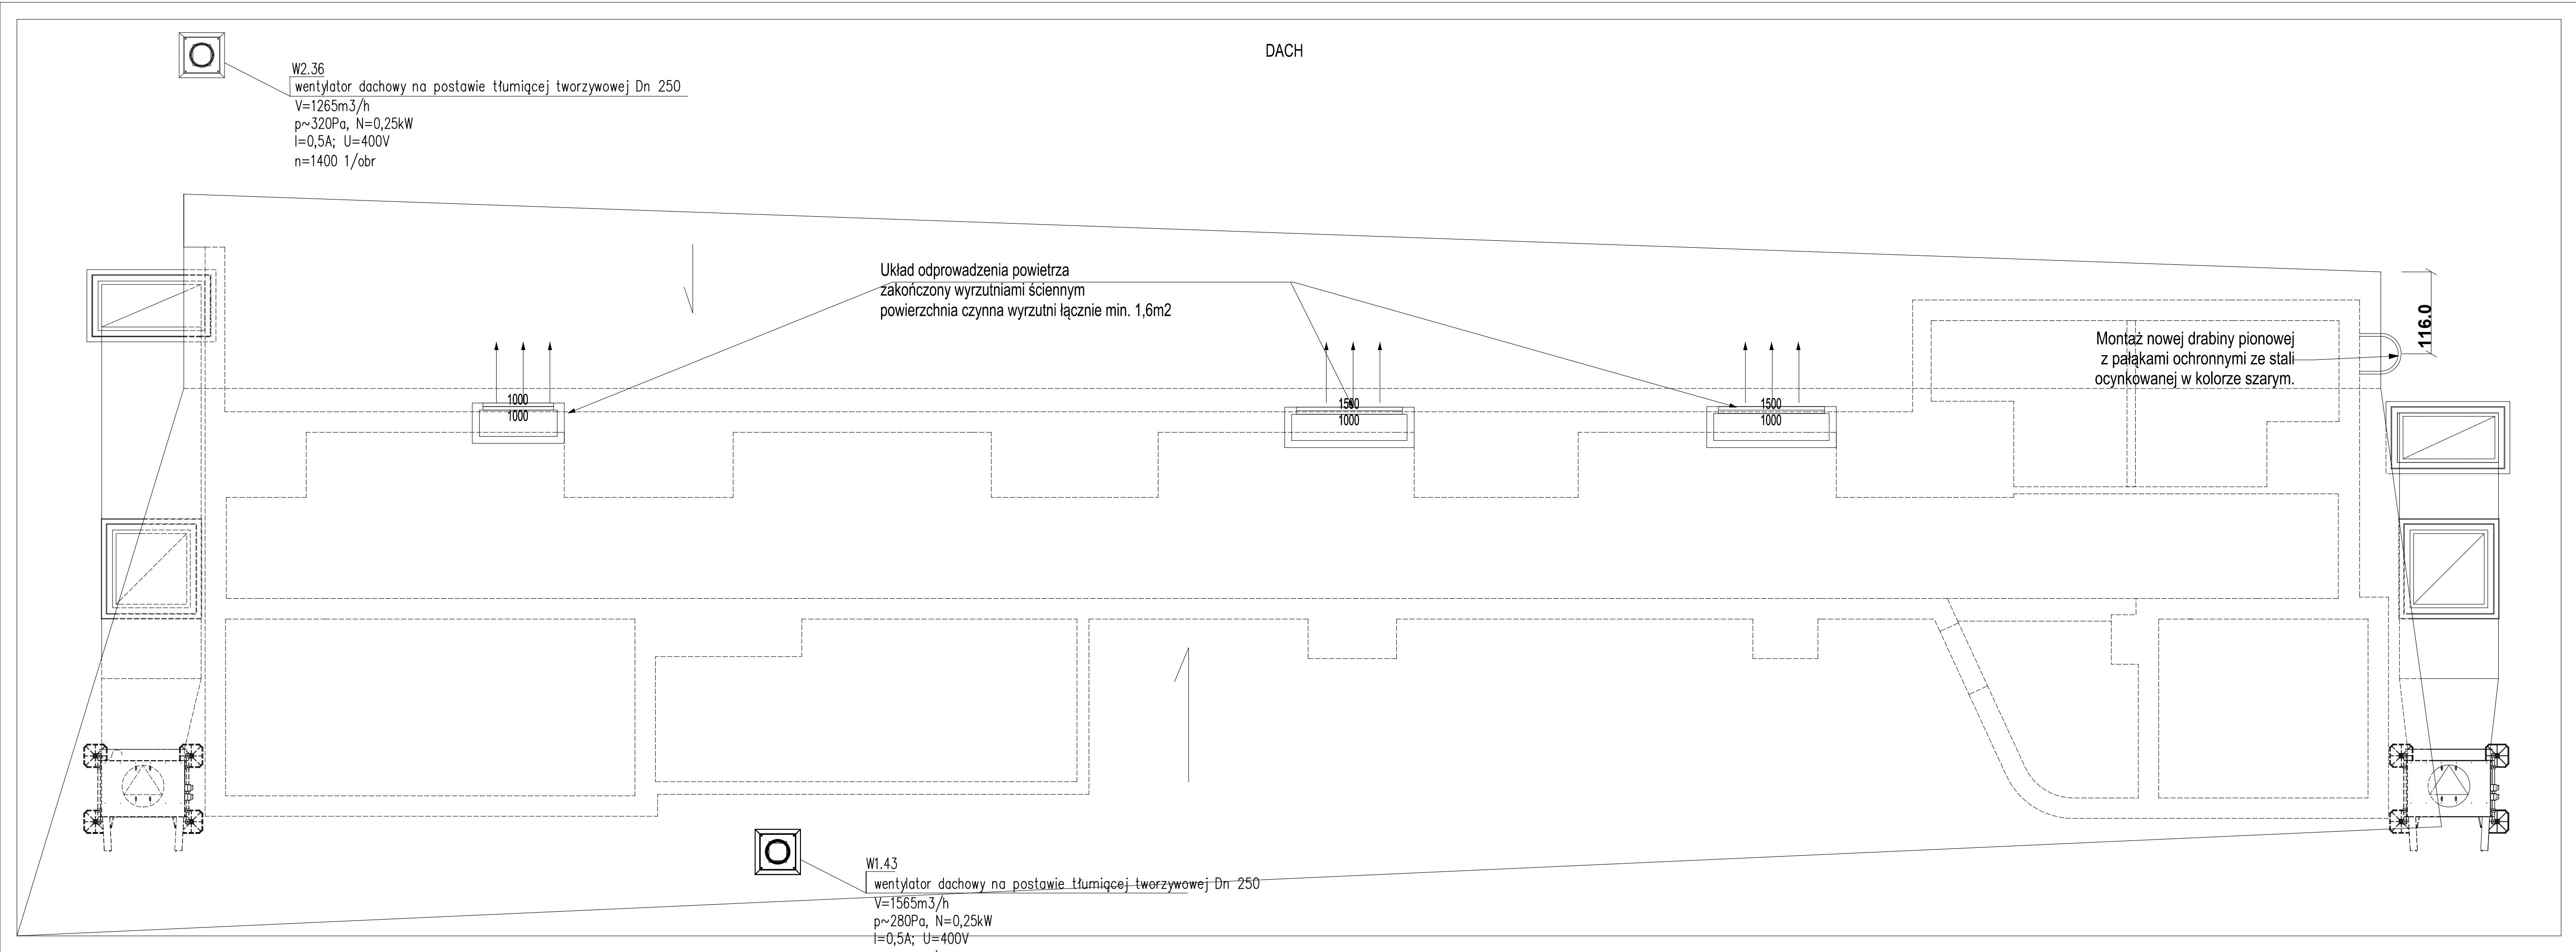 DACH
W2.36
wentylator dachowy na postawie tłumiącej tworzywowej Dn 250
V=1265m3/h
p~320Pa, N=0,25kW
I=0,5A; U=400V
n=1400 1/obr
Układ odprowadzenia powietrza
zakończony wyrzutniami ściennym
powierzchnia czynna wyrzutni łącznie min. 1,6m2
116.0
Montaż nowej drabiny pionowej
z pałąkami ochronnymi ze stali
ocynkowanej w kolorze szarym.
1000
1000
1500
1000
1500
1000
W1.43
wentylator dachowy na postawie tłumiącej tworzywowej Dn 250
V=1565m3/h
p~280Pa, N=0,25kW
I=0,5A; U=400V